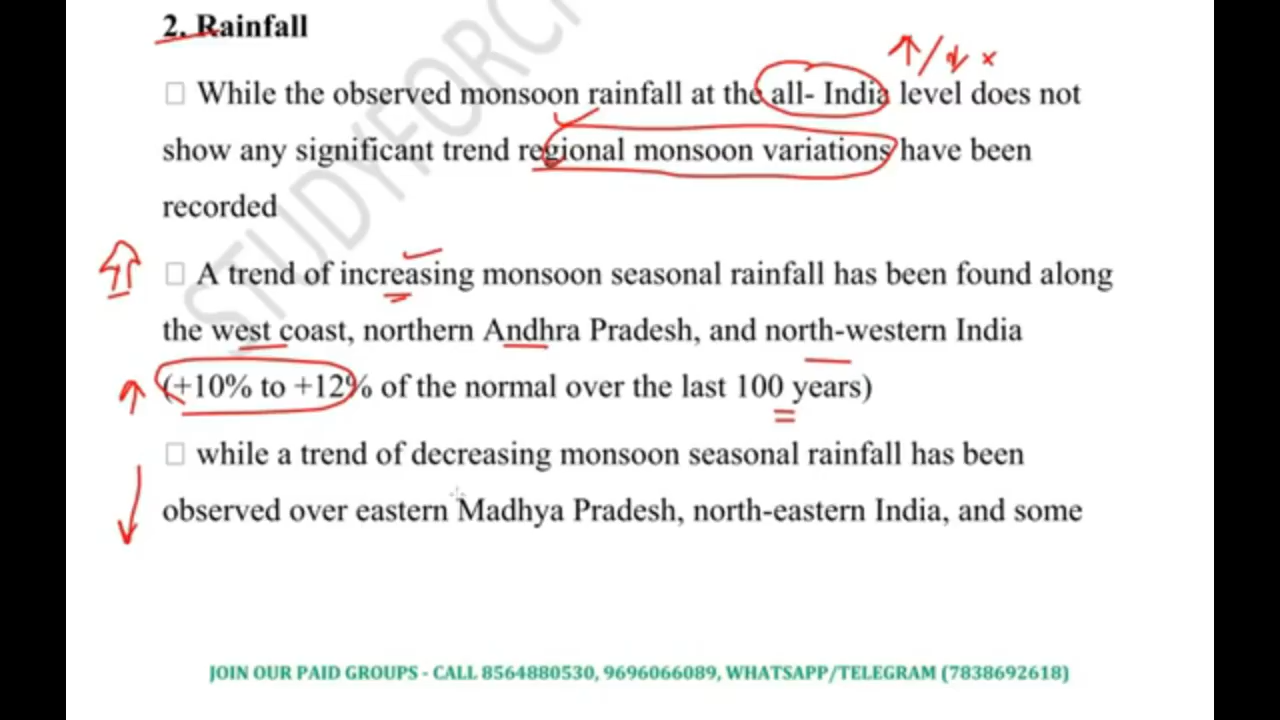 2. Rainfall
While the observed monsoon rainfall at the all- India level does not
show any significant trend regional monsoon variations have been
recorded
A trend of increasing monsoon seasonal rainfall has been found along
the west coast, northern Andhra Pradesh, and north-western India
(+10% to +12% of the normal over the last 100 years)
while a trend of decreasing monsoon seasonal rainfall has been
observed over eastern Madhya Pradesh, north-eastern India, and some
STUDYFORC
JOIN OUR PAID GROUPS - CALL 8564880530, 9696066089, WHATSAPP/TELEGRAM (7838692618)